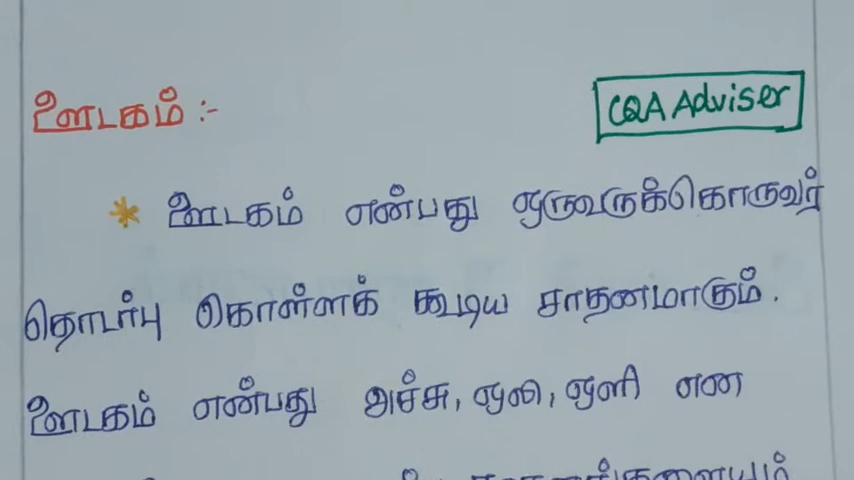 ஊடகம் :-
CQA Adviser
* ஊடகம் என்பது ஒருவருக்கொருவர்
தொடர்பு கொள்ளக் கூடிய சாதனமாகும்.
ஊடகம் என்பது அச்சு, ஒலி, ஒளி என